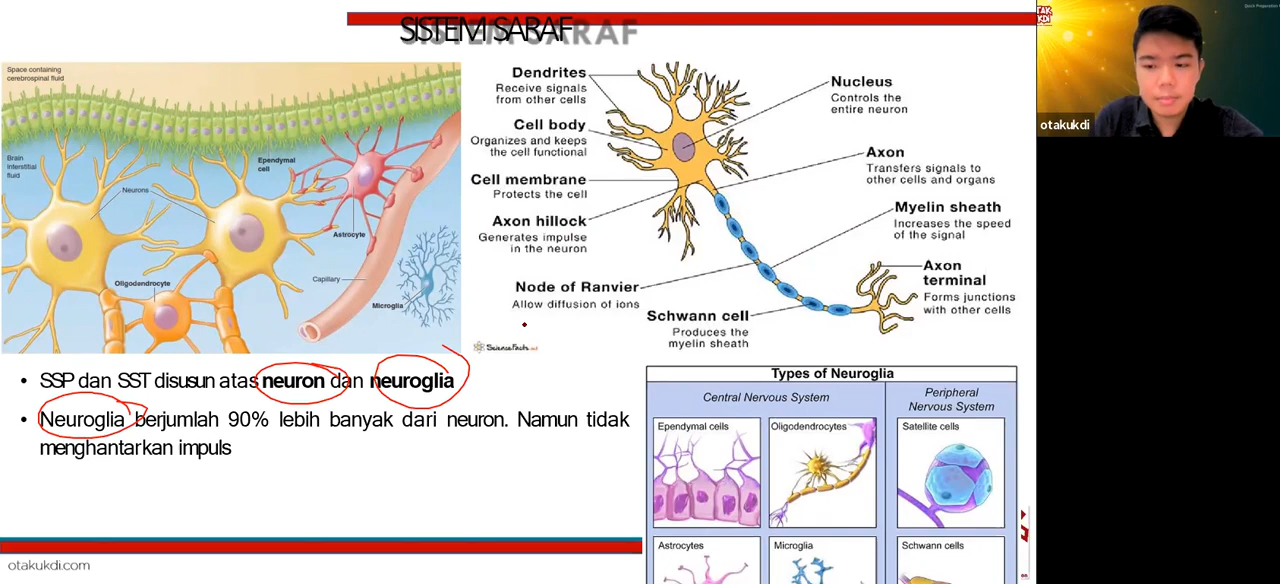 SISTEM SARAF
Space containing
cerebrospinal fluid
Brain
interstitial
fluid
Neurons
Ependymal
cell
Astrocyte
Oligodendrocyte
Capillary
Microglia
Dendrites
Receive signals
from other cells
Cell body
Organizes and keeps
the cell functional
Cell membrane
Protects the cell
Axon hillock
Generates impulse
in the neuron
Node of Ranvier
Allow diffusion of ions
Schwann cell
Produces the
myelin sheath
Nucleus
Controls the
entire neuron
Axon
Transfers signals to
other cells and organs
Myelin sheath
Increases the speed
of the signal
Axon
terminal
Forms junctions
with other cells
ScienceFacts.net
• SSP dan SST disusun atas neuron dan neuroglia
• Neuroglia berjumlah 90% lebih banyak dari neuron. Namun tidak
menghantarkan impuls
Types of Neuroglia
Central Nervous System
Peripheral
Nervous System
Ependymal cells
Oligodendrocytes
Satellite cells
Astrocytes
Microglia
Schwann cells
otakukdi.com
otakukdi